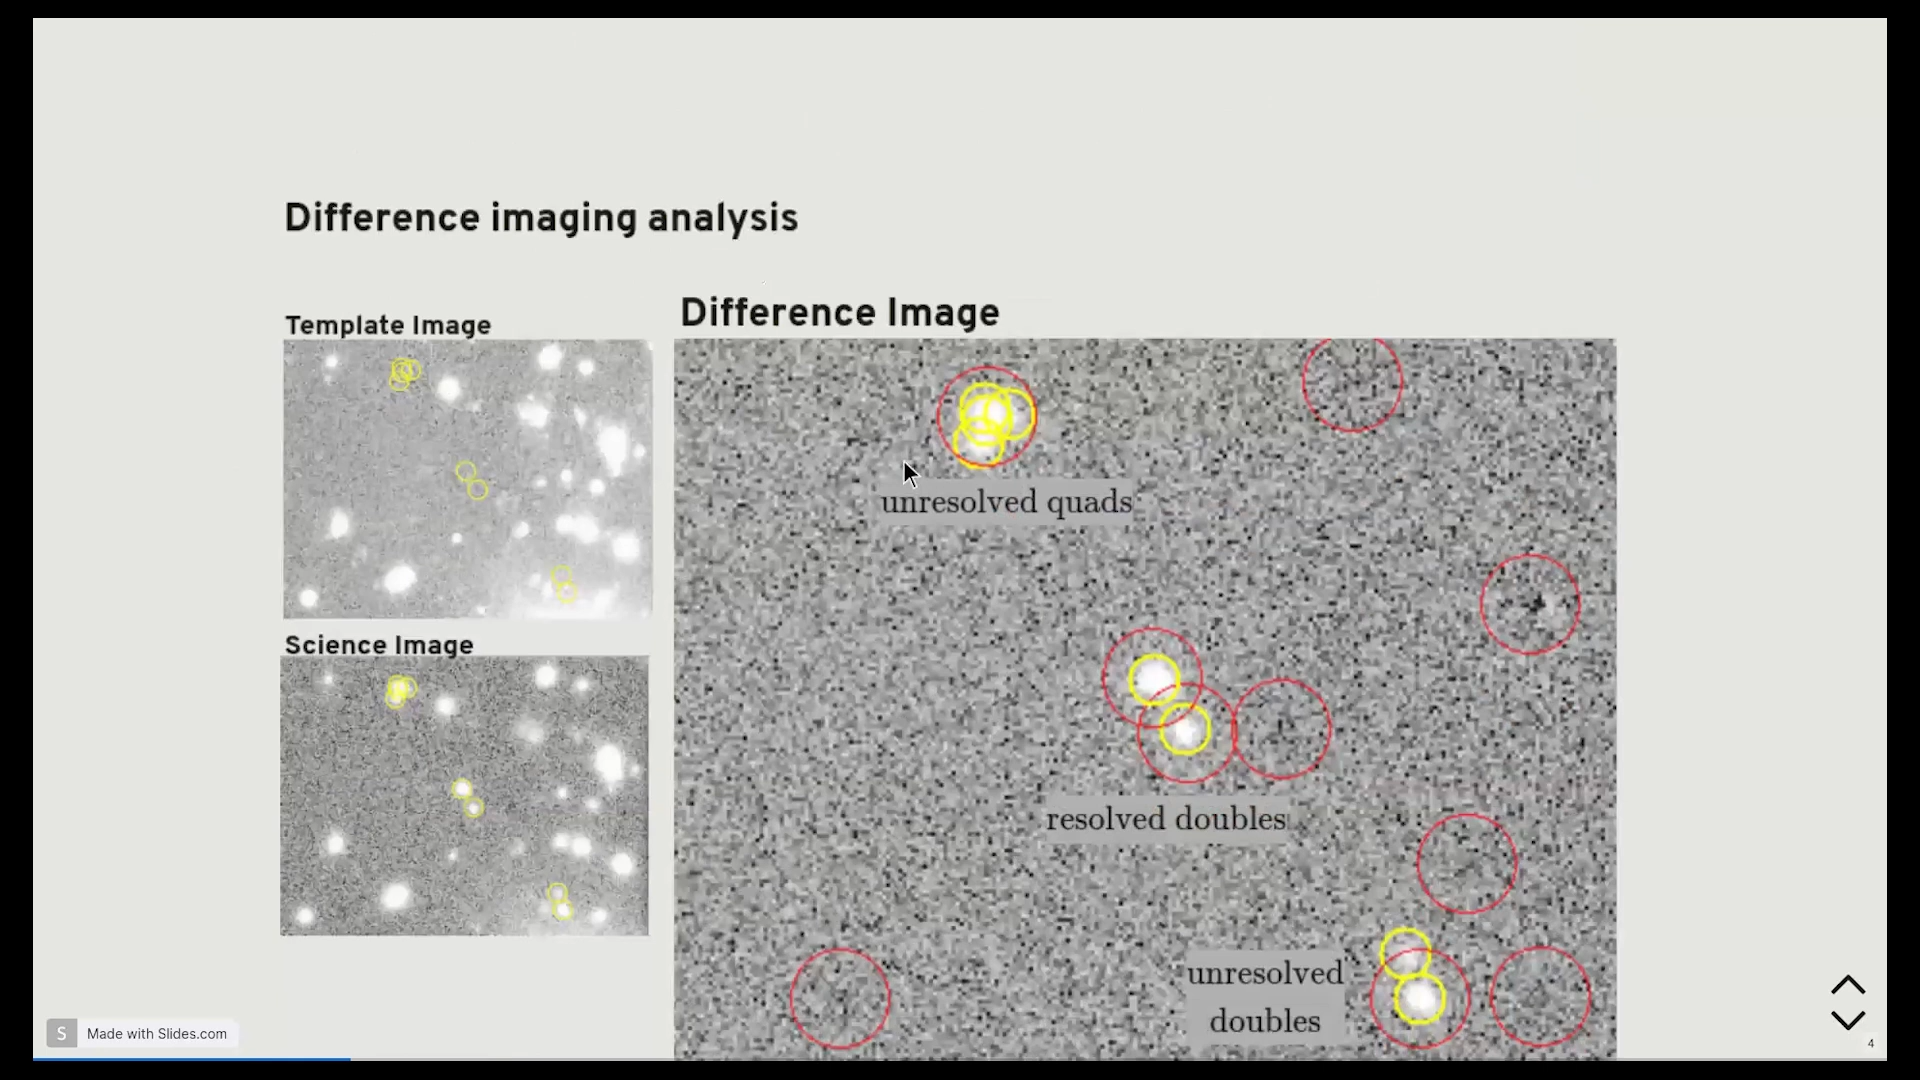 Difference imaging analysis
Template Image
Difference Image
unresolved quads
Science Image
resolved doubles
unresolved
doubles
S Made with Slides.com
4